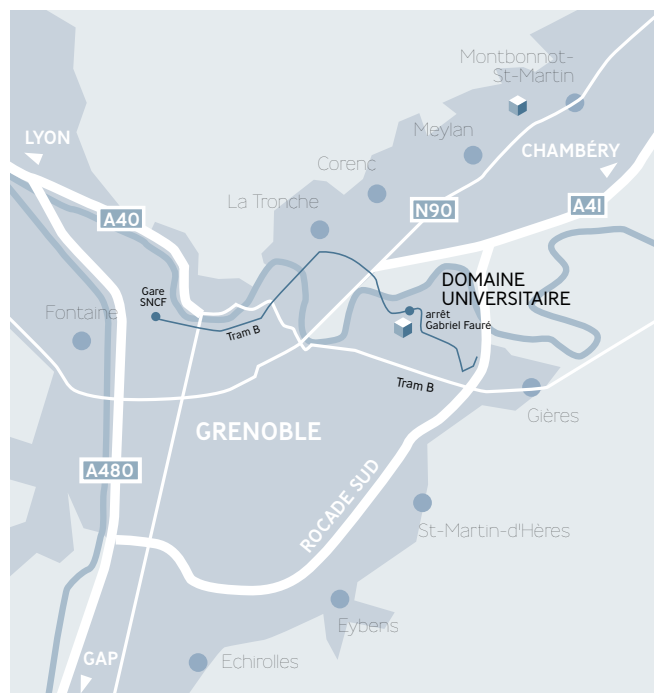 Montbonnot-
St-Martin
LYON
Meylan
CHAMBÉRY
Corenc
La Tronche
N90
A41
A40
DOMAINE
UNIVERSITAIRE
Gare
SNCF
Fontaine
arrêt
Gabriel Fauré
Tram B
Tram B
Gières
GRENOBLE
A480
ROCADE SUD
St-Martin-d'Hères
Eybens
GAP
Echirolles